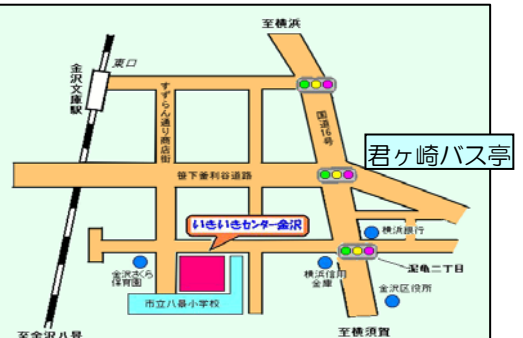 至横浜
東口
金沢文庫駅
すずらん通り商店街
国道16号
君ヶ崎バス亭
笹下釜利谷道路
いきいきセンター金沢
横浜銀行
泥亀二丁目
金沢さくら
保育園
横浜信用
金庫
金沢区役所
市立八景小学校
至金沢八景
至横須賀